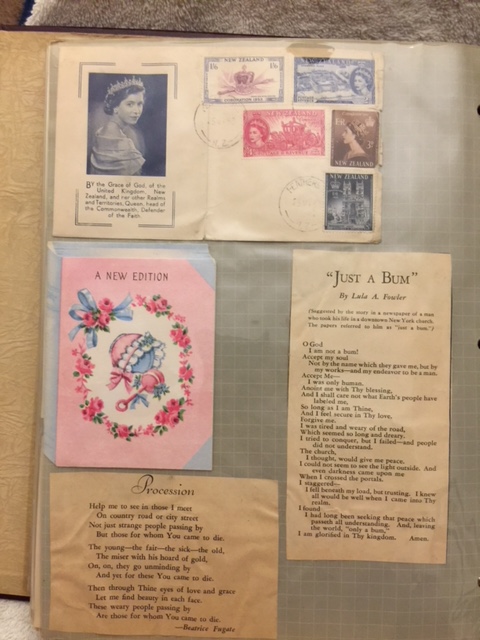 BY the Grace of God, of the
United Kingdom, New
Zealand, and her other Realms
and Territories, Queen, head of
the Commonwealth, Defender
of the Faith.
NEW ZEALAND
1/6 1/6
CORONATION 1953
NEW ZEALAND
A NEW EDITION
"JUST A BUM"
By Lula A. Fowler
(Suggested by the story in a newspaper of a man
who took his life in a downtown New York church.
The papers referred to him as "just a bum.")
O God
I am not a bum!
Accept my soul
Not by the name which they gave me, but by
my works—and my endeavor to be a man.
Accept Me—
I was only human.
Anoint me with Thy blessing,
And I shall care not what Earth's people have
labeled me,
So long as I am Thine,
And I feel secure in Thy love.
Forgive me.
I was tired and weary of the road,
Which seemed so long and dreary.
I tried to conquer, but I failed—and people
did not understand.
The church,
I thought, would give me peace.
I could not seem to see the light outside. And
even darkness came upon me
When I crossed the portals.
I staggered—
I fell beneath my load, but trusting. I knew
all would be well when I came into Thy
realm.
I found
I had long been seeking that peace which
passeth all understanding. And, leaving
the world, "only a bum,"
I am glorified in Thy kingdom. Amen.
Procession
Help me to see in those I meet
On country road or city street
Not just strange people passing by
But those for whom You came to die.
The young—the fair—the sick—the old,
The miser with his hoard of gold,
On, on, they go unminding by
And yet for these You came to die.
Then through Thine eyes of love and grace
Let me find beauty in each face.
These weary people passing by
Are those for whom You came to die.
—Beatrice Fugate